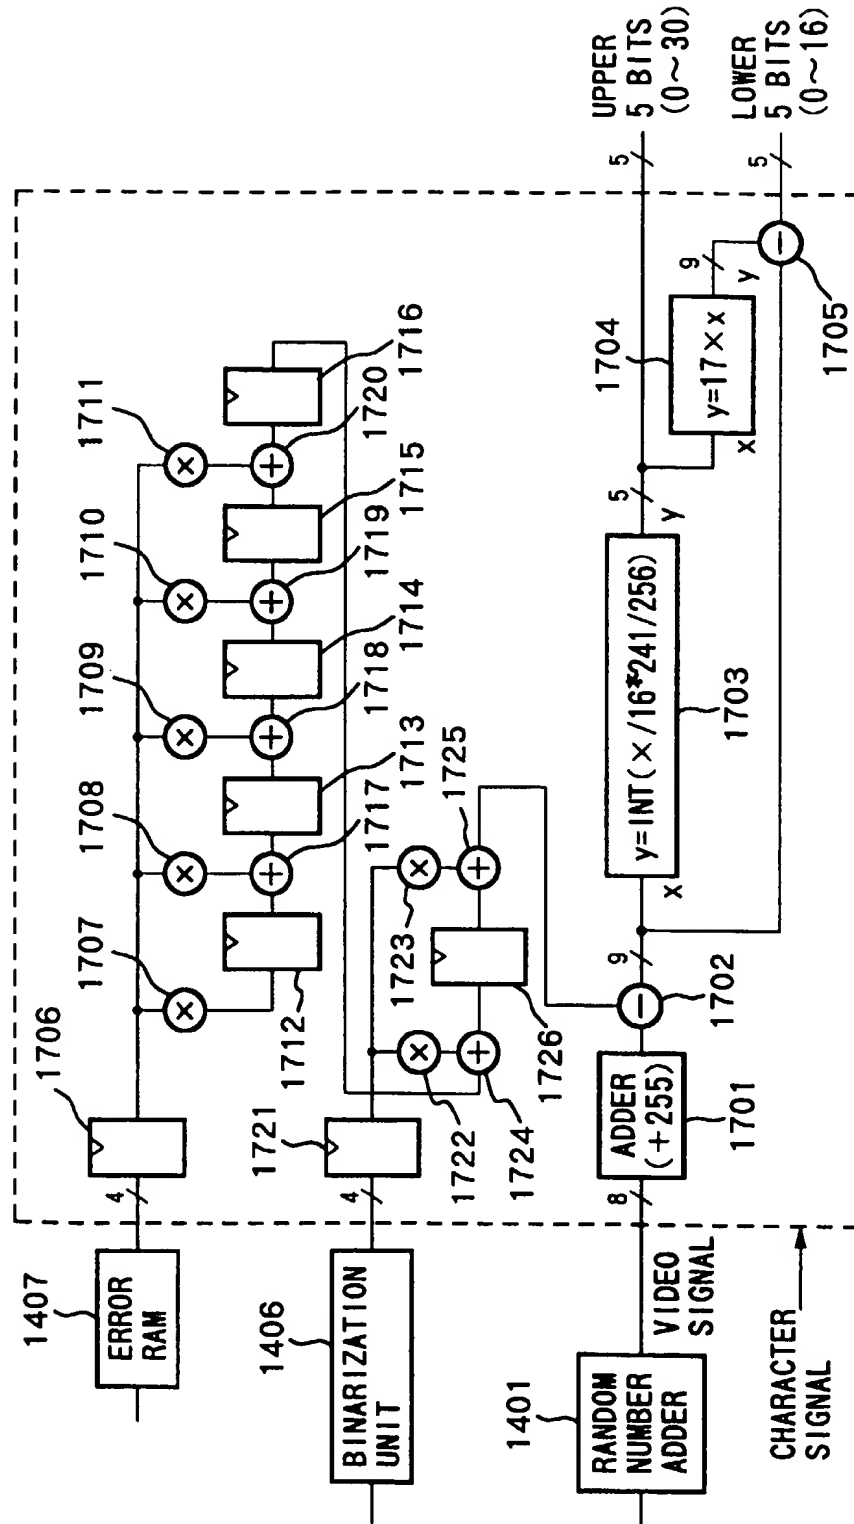 1407
ERROR
RAM
4
1706
1707
1708
1709
1710
1711
×
×
×
×
×
+
+
+
+
1712
1717
1713
1718
1714
1719
1715
1720
1716
1406
BINARIZATION
UNIT
4
1721
×
×
+
+
1722
1724
1726
1723
1725
1401
RANDOM
NUMBER
ADDER
VIDEO
SIGNAL
8
ADDER
(+255)
1701
−
1702
9
x
y=INT(×/16*241/256)
1703
5
y
x
y=17×x
1704
9
y
−
1705
5
UPPER
5 BITS
(0~30)
5
LOWER
5 BITS
(0~16)
CHARACTER
SIGNAL